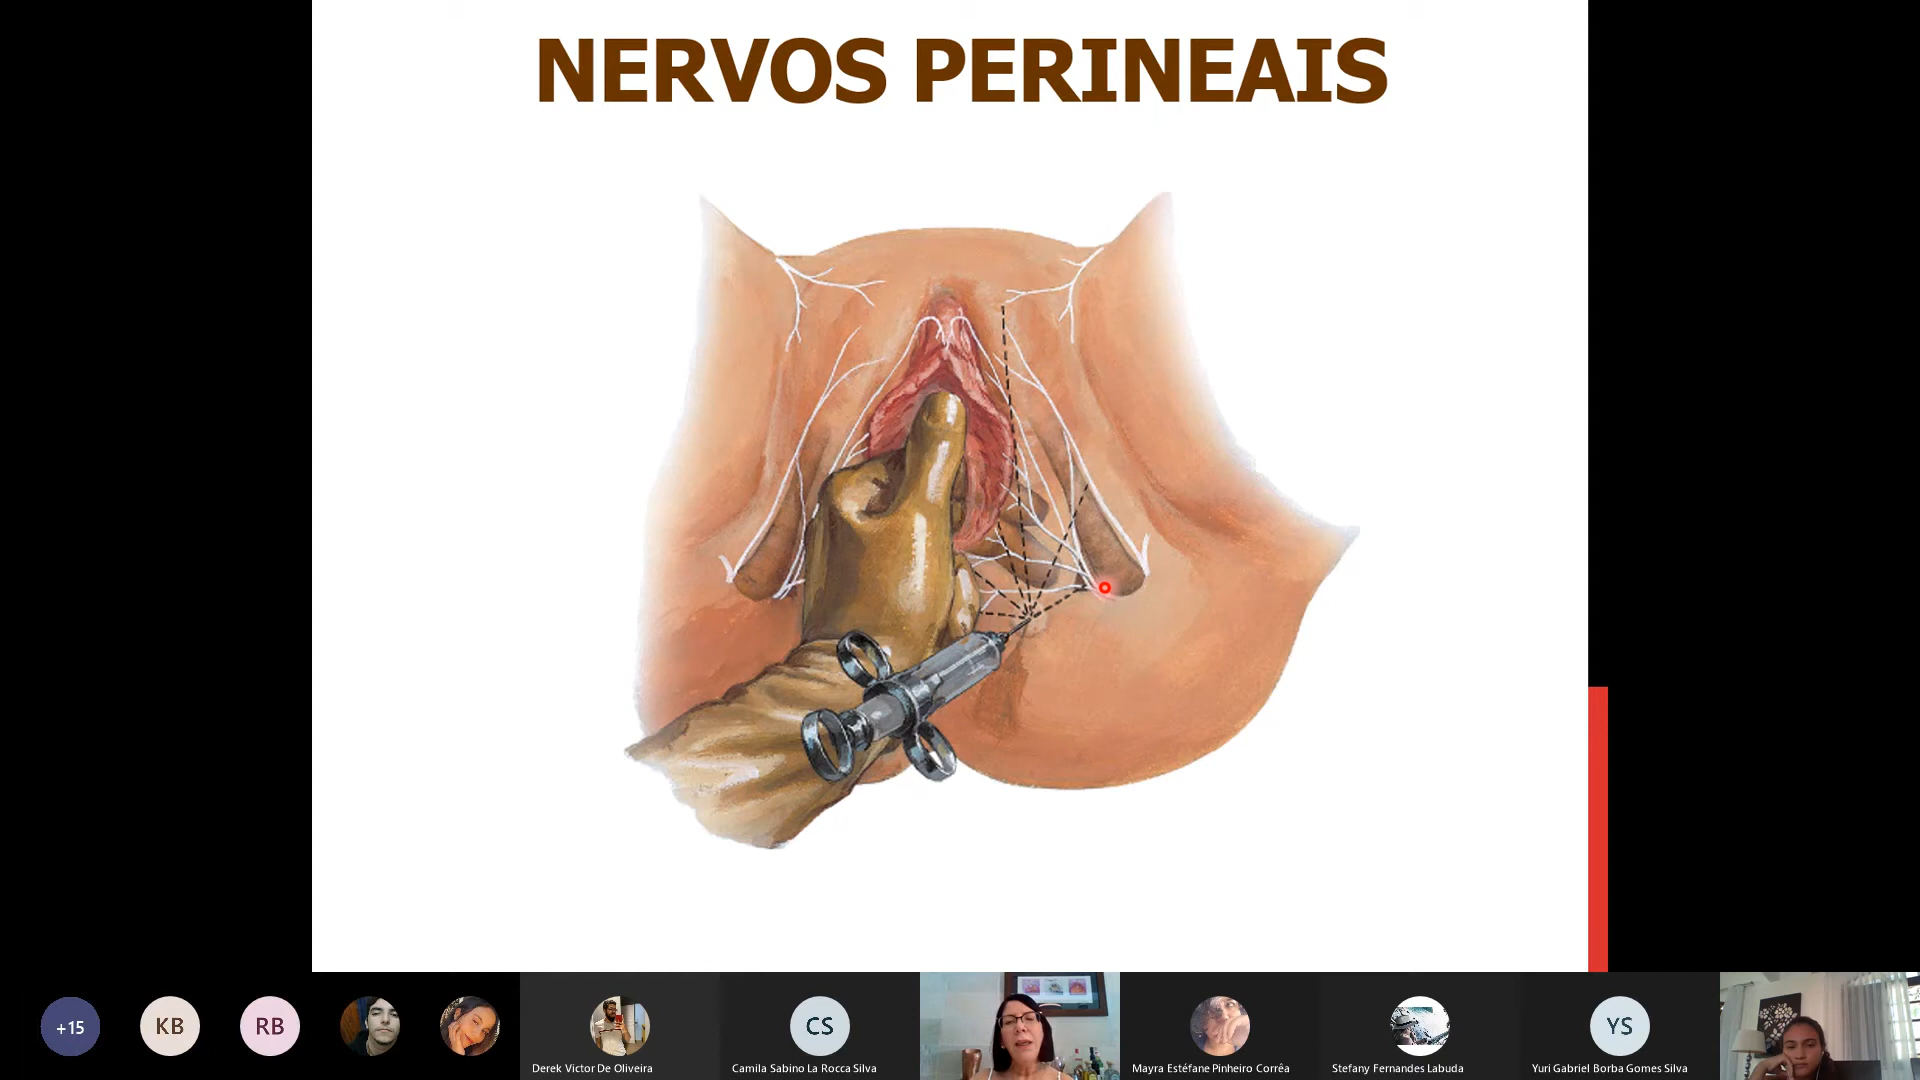 NERVOS PERINEAIS
+15
KB
RB
Derek Victor De Oliveira
CS
Camila Sabino La Rocca Silva
Mayra Estéfane Pinheiro Corrêa
Stefany Fernandes Labuda
YS
Yuri Gabriel Borba Gomes Silva